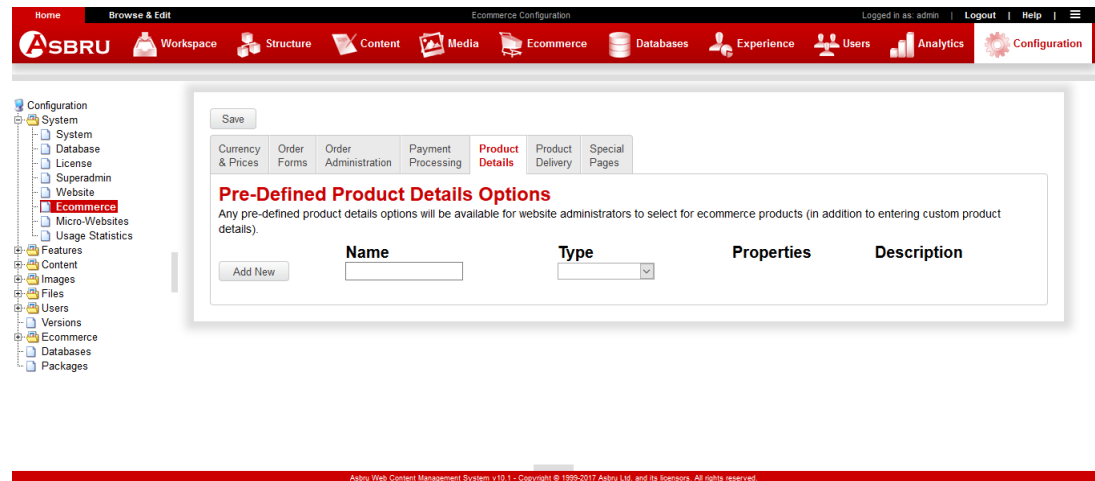 Home Browse & Edit Ecommerce Configuration Logged in as: admin | Logout | Help |
ASBRU Workspace Structure Content Media Ecommerce Databases Experience Users Analytics Configuration
Configuration
System
System
Database
License
Superadmin
Website
Ecommerce
Micro-Websites
Usage Statistics
Features
Content
Images
Files
Users
Versions
Ecommerce
Databases
Packages
Save
Currency & Prices
Order Forms
Order Administration
Payment Processing
Product Details
Product Delivery
Special Pages
Pre-Defined Product Details Options
Any pre-defined product details options will be available for website administrators to select for ecommerce products (in addition to entering custom product
details).
Name Type Properties Description
Add New
Asbru Web Content Management System v10.1 - Copyright © 1999-2017 Asbru Ltd. and its licensors. All rights reserved.